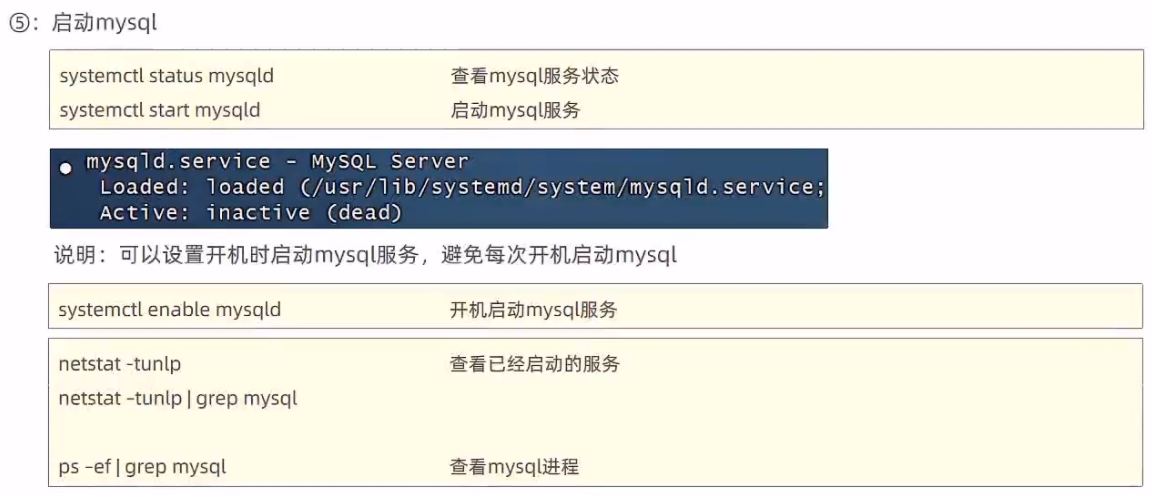 ⑤：启动mysql
systemctl status mysqld 查看mysql服务状态
systemctl start mysqld 启动mysql服务
● mysqld.service - MySQL Server
Loaded: loaded (/usr/lib/systemd/system/mysqld.service;
Active: inactive (dead)
说明：可以设置开机时启动mysql服务，避免每次开机启动mysql
systemctl enable mysqld 开机启动mysql服务
netstat -tunlp 查看已经启动的服务
netstat -tunlp | grep mysql
ps -ef | grep mysql 查看mysql进程